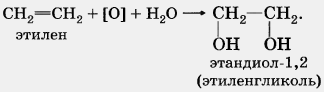 CH₂=CH₂ + [O] + H₂O ⟶ CH₂—CH₂.
этилен
OH OH
этандиол-1,2
(этиленгликоль)